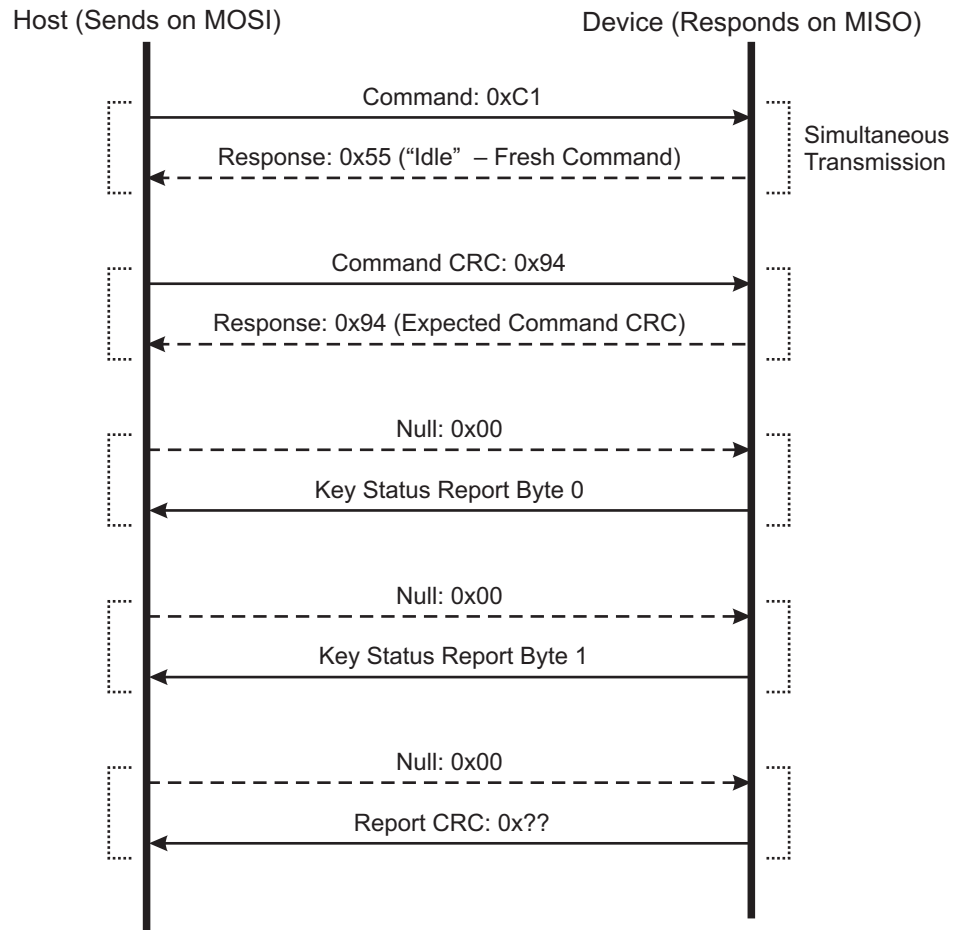 Host (Sends on MOSI)
Device (Responds on MISO)
Command: 0xC1
Response: 0x55 (“Idle” – Fresh Command)
Simultaneous
Transmission
Command CRC: 0x94
Response: 0x94 (Expected Command CRC)
Null: 0x00
Key Status Report Byte 0
Null: 0x00
Key Status Report Byte 1
Null: 0x00
Report CRC: 0x??